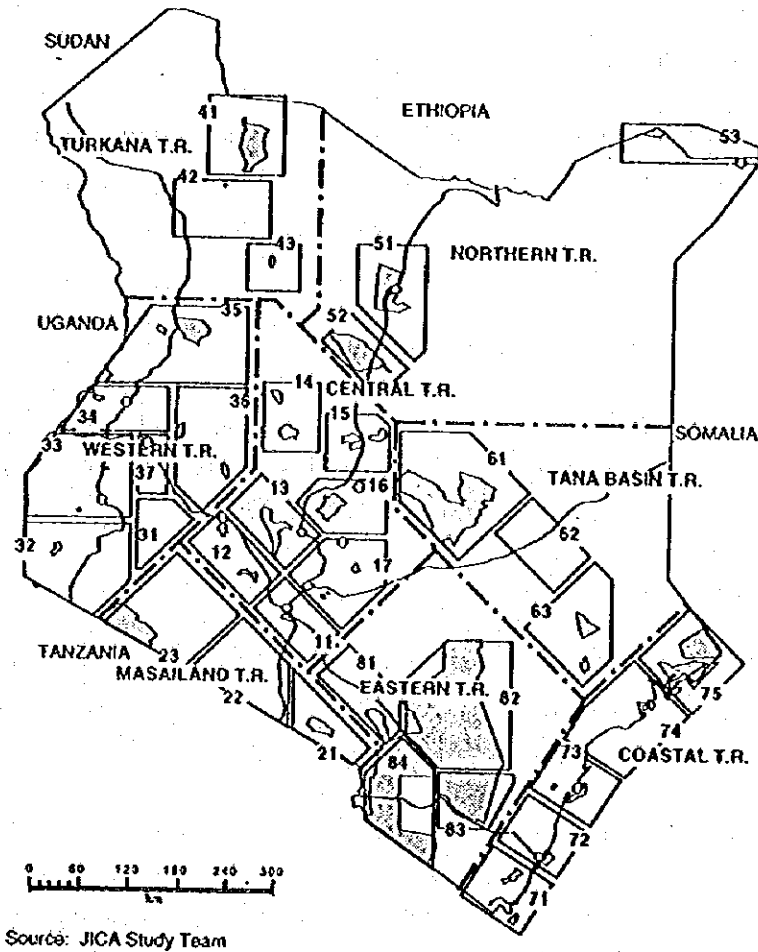 SUDAN
ETHIOPIA
41
53
TURKANA T.R.
42
43
51
NORTHERN T.R.
UGANDA
35
52
14
CENTRAL T.R.
36
34
15
33
WESTERN T.R.
61
SOMALIA
37
13
16
TANA BASIN T.R.
32
31
12
17
62
63
TANZANIA
23
11
MASAILAND T.R.
81
EASTERN T.R.
22
82
75
21
74
84
73
COASTAL T.R.
83
72
71
0 60 120 180 240 300
km
Source: JICA Study Team